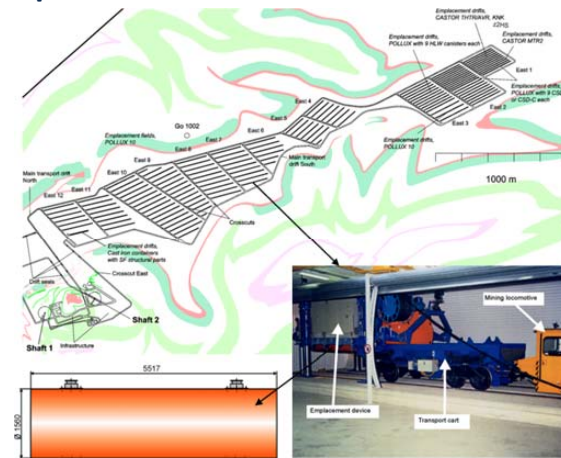 Emplacement drifts,
CASTOR THTR/AVR, KNK
Emplacement drifts,
POLLUX with 9 HLW canisters each
Emplacement drifts,
CASTOR MTR2
East 1
Emplacement drifts,
POLLUX with 9 CSD
or CSD-C each
East 2
East 3
East 4
East 5
East 6
East 7
East 8
East 9
East 10
East 11
East 12
Go 1002
Emplacement fields,
POLLUX 10
Emplacement drifts,
POLLUX 10
1000 m
Main transport
drift South
Main transport drift
North
Crosscuts
Emplacement drifts,
Cast iron containers
with SF structural parts
Drift seals
Crosscut East
Shaft 1
Shaft 2
Infrastructure
Mining locomotive
Emplacement device
Transport cart
5517
Ø 1560